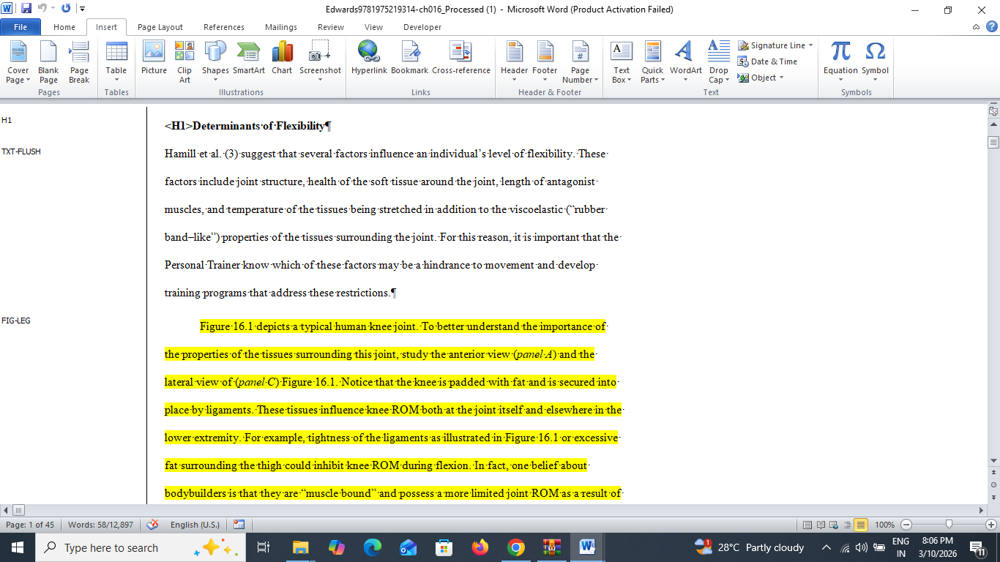 Edwards9781975219314-ch016_Processed (1) - Microsoft Word (Product Activation Failed)
File Home Insert Page Layout References Mailings Review View Developer
Cover Page
Blank Page
Page Break
Table
Picture
Clip Art
Shapes
SmartArt
Chart
Screenshot
Hyperlink
Bookmark
Cross-reference
Header
Footer
Page Number
Text Box
Quick Parts
WordArt
Drop Cap
Signature Line
Date & Time
Object
Equation
Symbol
Pages Tables Illustrations Links Header & Footer Text Symbols
H1
<H1>Determinants of Flexibility¶
TXT-FLUSH
Hamill et al. (3) suggest that several factors influence an individual’s level of flexibility. These
factors include joint structure, health of the soft tissue around the joint, length of antagonist
muscles, and temperature of the tissues being stretched in addition to the viscoelastic (“rubber
band–like”) properties of the tissues surrounding the joint. For this reason, it is important that the
Personal Trainer know which of these factors may be a hindrance to movement and develop
training programs that address these restrictions.¶
FIG-LEG
Figure 16.1 depicts a typical human knee joint. To better understand the importance of
the properties of the tissues surrounding this joint, study the anterior view (panel A) and the
lateral view of (panel C) Figure 16.1. Notice that the knee is padded with fat and is secured into
place by ligaments. These tissues influence knee ROM both at the joint itself and elsewhere in the
lower extremity. For example, tightness of the ligaments as illustrated in Figure 16.1 or excessive
fat surrounding the thigh could inhibit knee ROM during flexion. In fact, one belief about
bodybuilders is that they are “muscle bound” and possess a more limited joint ROM as a result of
Page: 1 of 45 Words: 58/12,897 English (U.S.) 100%
Type here to search
28°C Partly cloudy
ENG
IN
8:06 PM
3/10/2026
11